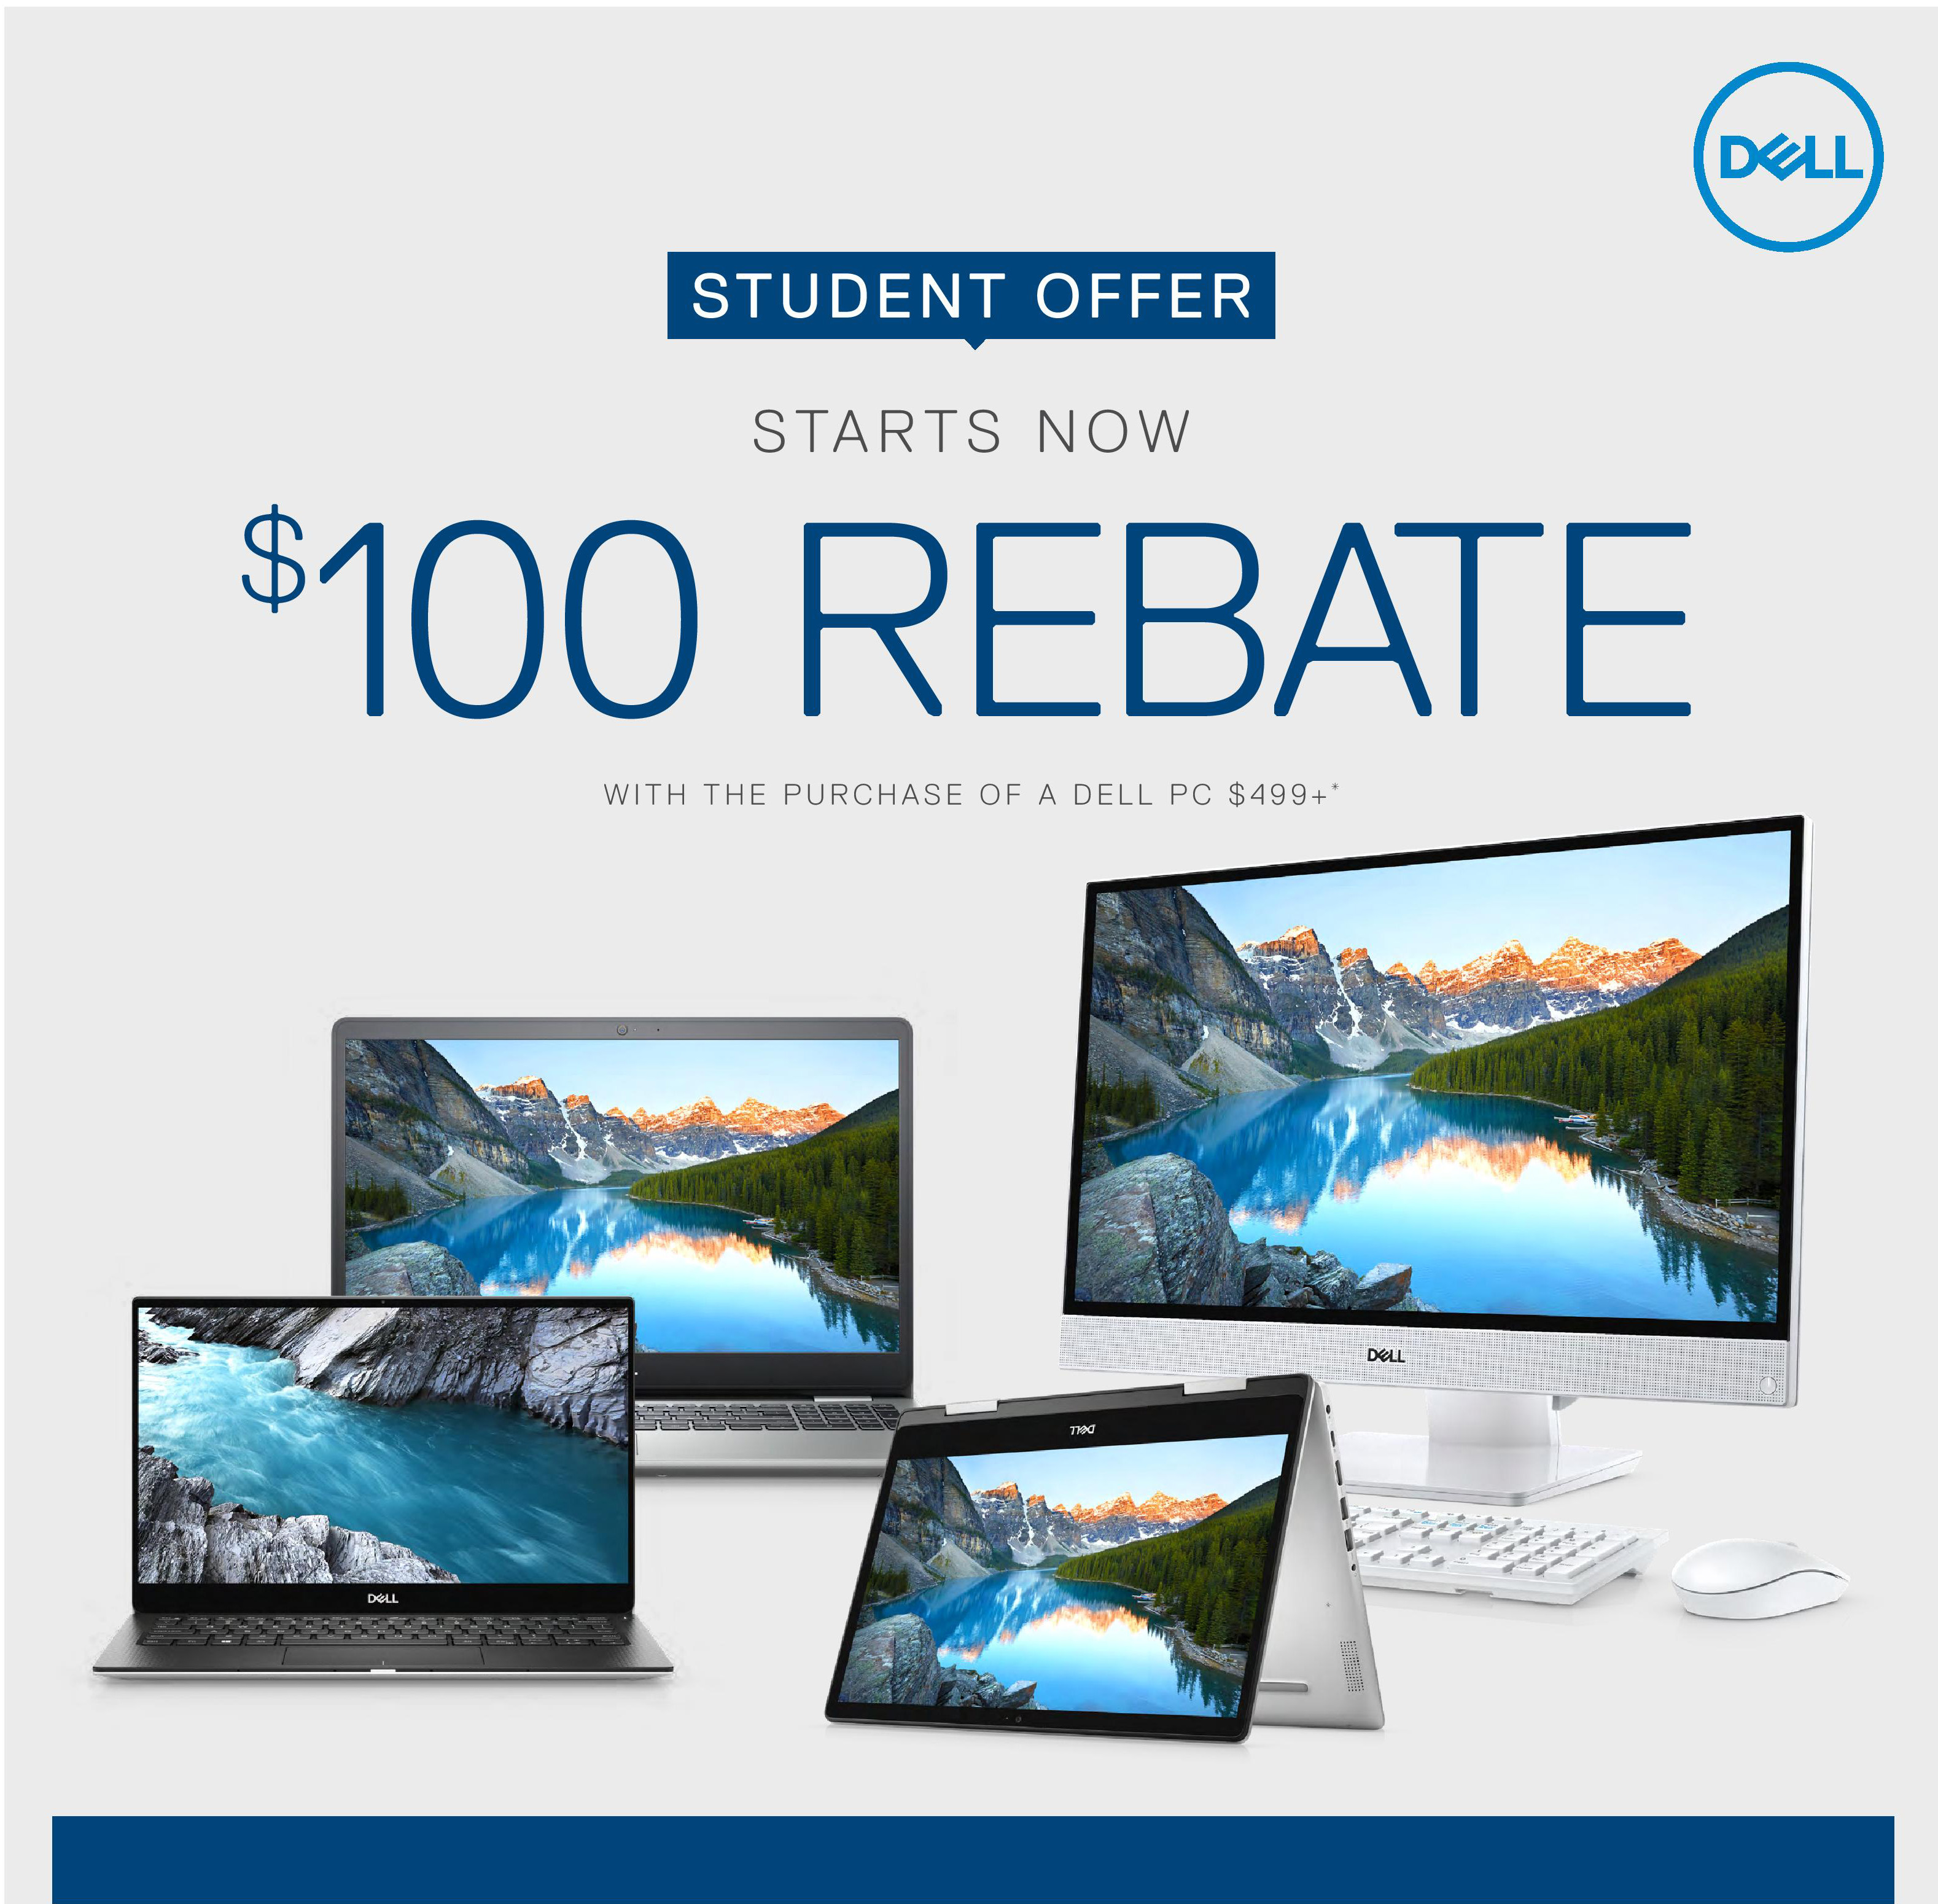 DELL
STUDENT OFFER
STARTS NOW
$100 REBATE
WITH THE PURCHASE OF A DELL PC $499+*
DELL
DELL
DELL